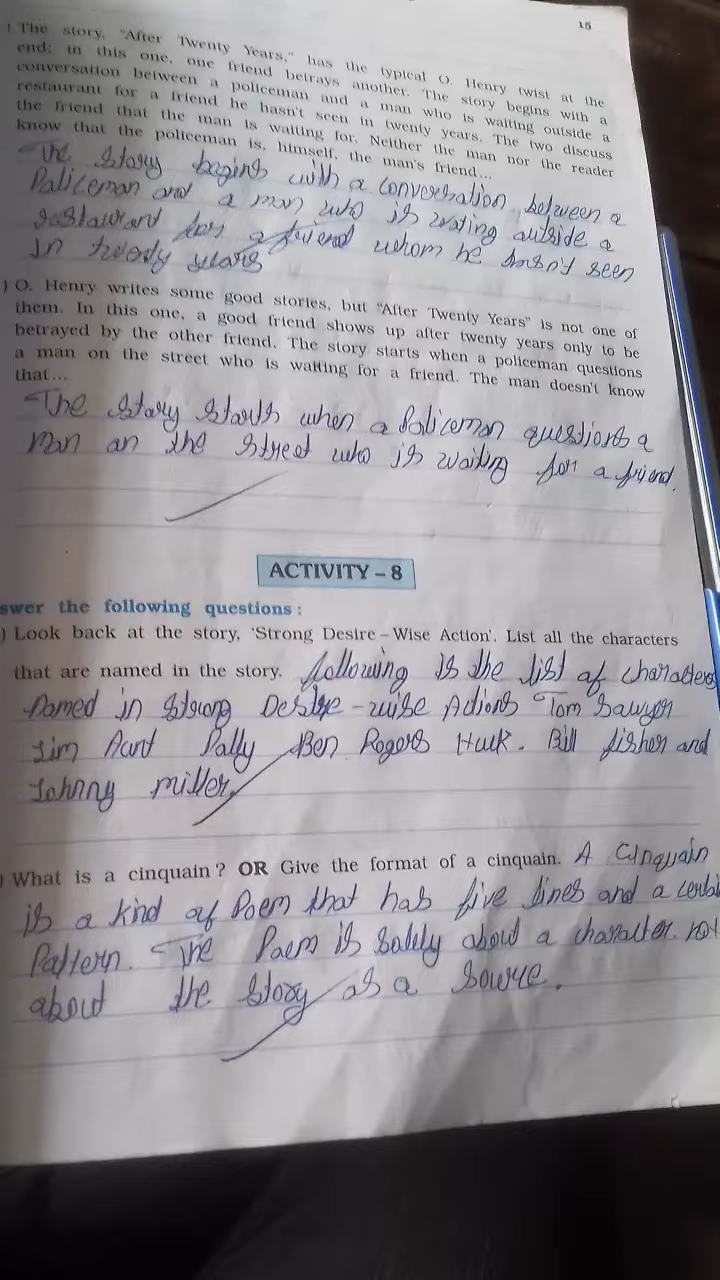 15
) The story, "After Twenty Years," has the typical O. Henry twist at the
end; in this one, one friend betrays another. The story begins with a
conversation between a policeman and a man who is waiting outside a
restaurant for a friend he hasn't seen in twenty years. The two discuss
the friend that the man is waiting for. Neither the man nor the reader
know that the policeman is, himself, the man's friend...
The story begins with a conversation between a
Policeman and a man who is wating outside a
for a friend whom he hasn't seen
In twenty years
) O. Henry writes some good stories, but "After Twenty Years" is not one of
them. In this one, a good friend shows up after twenty years only to be
betrayed by the other friend. The story starts when a policeman questions
a man on the street who is waiting for a friend. The man doesn't know
that...
The story starts when a Policeman questions a
Man on the street who is waiting for a friend.
ACTIVITY – 8
swer the following questions :
) Look back at the story, 'Strong Desire – Wise Action'. List all the characters
that are named in the story. following is the list of characters
Named in Strong Desire - wise Actions Tom Sawyer
Jim Aunt Pally Ben Rogers Huck. Bill fisher and
Johnny miller,
) What is a cinquain ? OR Give the format of a cinquain. A Cinquain
is a kind of Poem that has five lines and a certai
Pattern. The Poem is solely about a character not
about the story as a source.